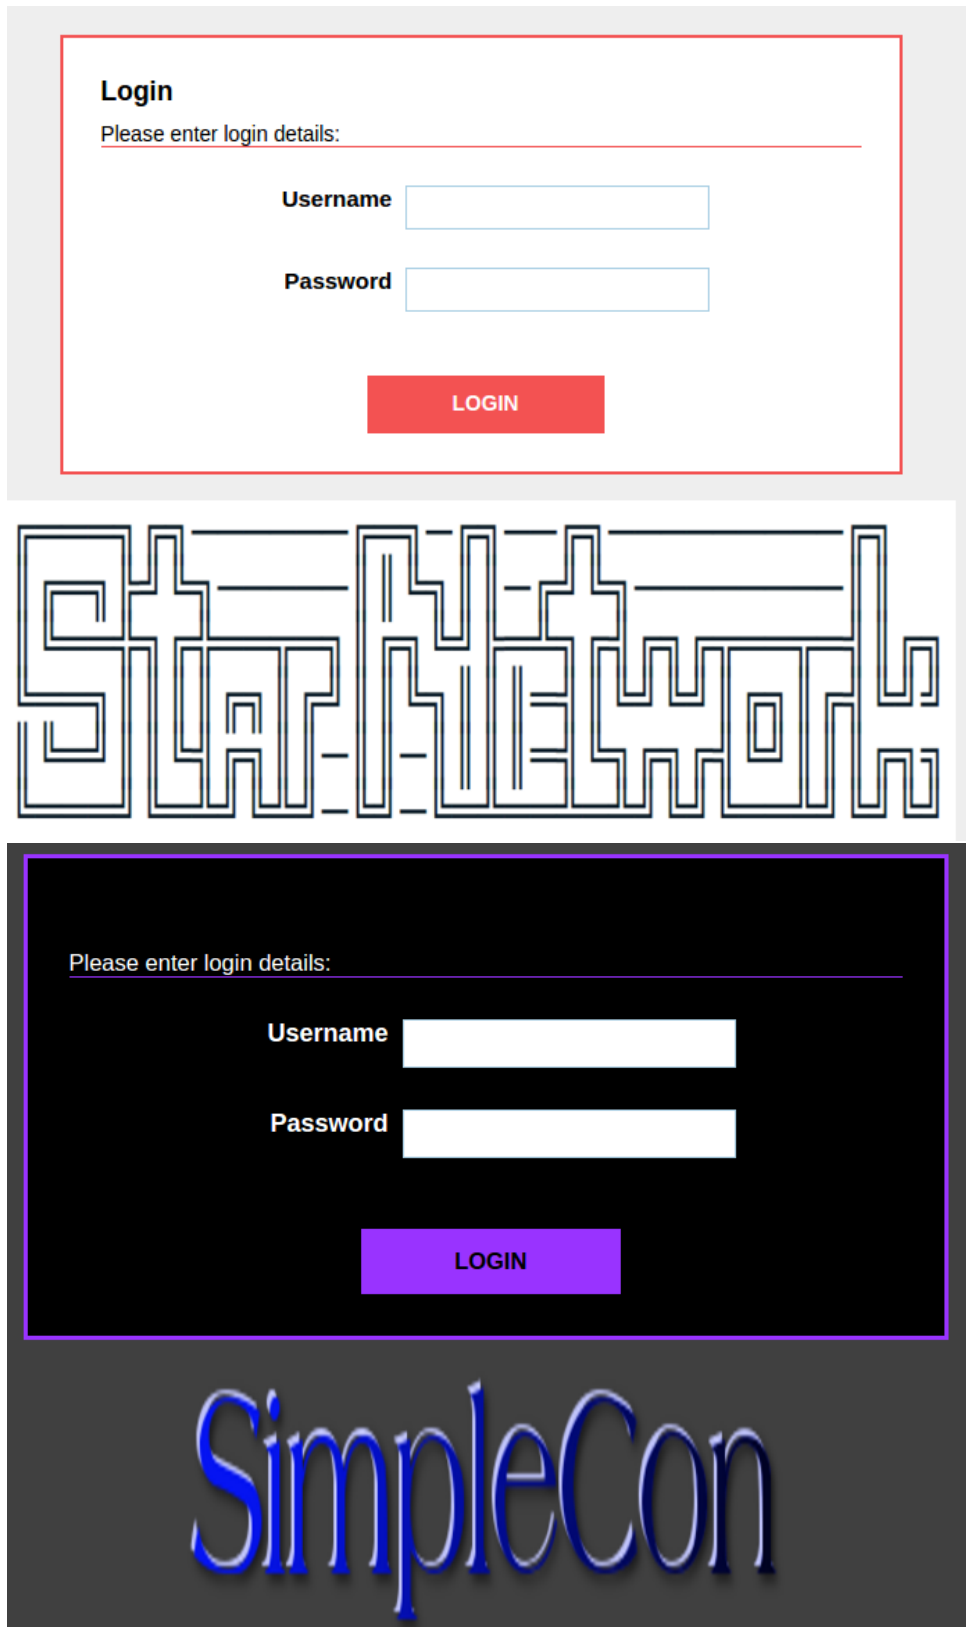 Login
Please enter login details:
Username
Password
LOGIN
StarNetwork
Please enter login details:
Username
Password
LOGIN
SimpleCon